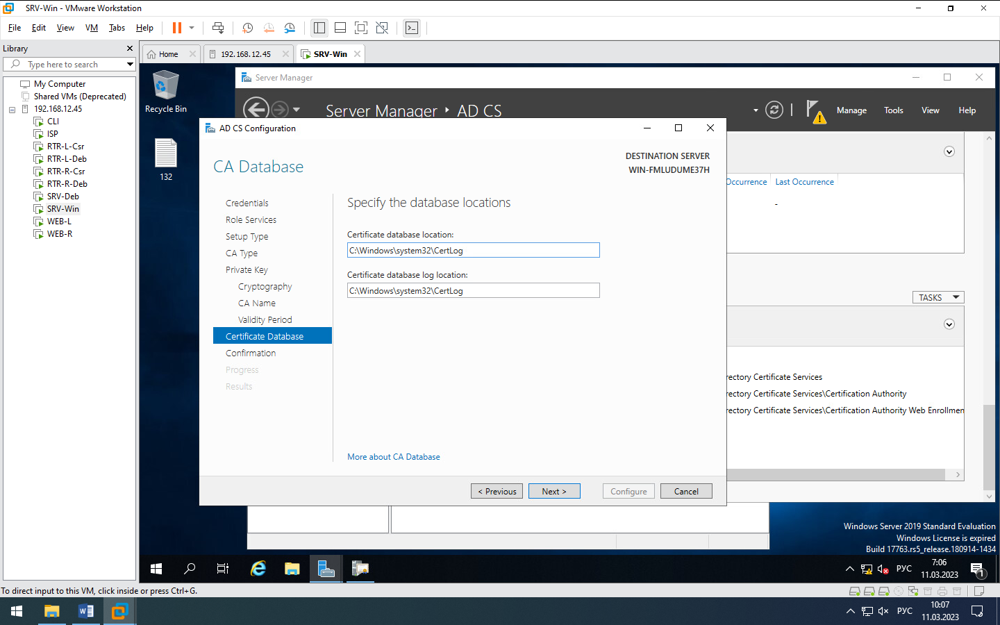 SRV-Win - VMware Workstation
File Edit View VM Tabs Help
Library
Type here to search
My Computer
Shared VMs (Deprecated)
192.168.12.45
CLI
ISP
RTR-L-Csr
RTR-L-Deb
RTR-R-Csr
RTR-R-Deb
SRV-Deb
SRV-Win
WEB-L
WEB-R
Home 192.168.12.45 SRV-Win
Recycle Bin
132
Server Manager
Server Manager AD CS
Manage Tools View Help
AD CS Configuration
CA Database
DESTINATION SERVER
WIN-FMLUDUME37H
Credentials
Role Services
Setup Type
CA Type
Private Key
Cryptography
CA Name
Validity Period
Certificate Database
Confirmation
Progress
Results
Specify the database locations
Certificate database location:
C:\Windows\system32\CertLog
Certificate database log location:
C:\Windows\system32\CertLog
More about CA Database
< Previous Next > Configure Cancel
Occurrence Last Occurrence
-
TASKS
rectory Certificate Services
rectory Certificate Services\Certification Authority
rectory Certificate Services\Certification Authority Web Enrollmen
Windows Server 2019 Standard Evaluation
Windows License is expired
Build 17763.rs5_release.180914-1434
РУС
7:06
11.03.2023
1
To direct input to this VM, click inside or press Ctrl+G.
РУС
10:07
11.03.2023